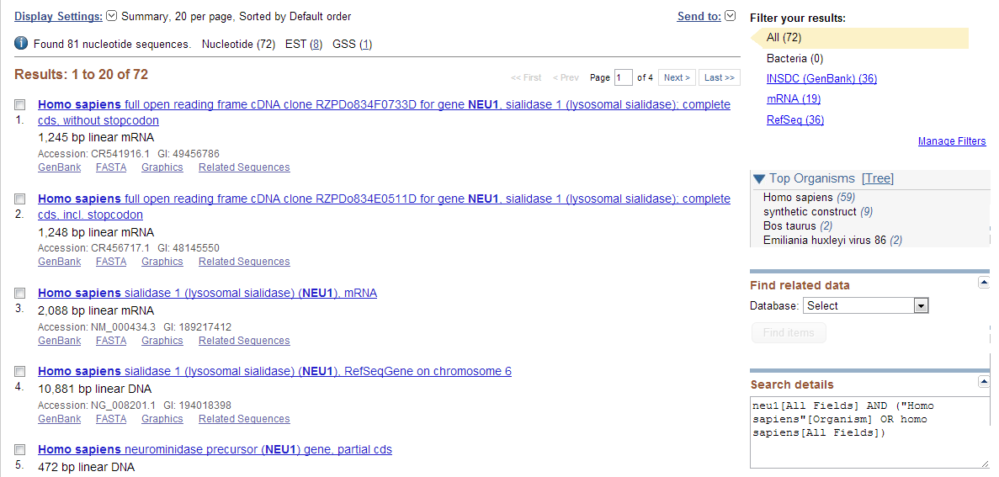 Display Settings: Summary, 20 per page, Sorted by Default order
Send to:
Found 81 nucleotide sequences. Nucleotide (72) EST (8) GSS (1)
Results: 1 to 20 of 72
<< First < Prev Page 1 of 4 Next > Last >>
Homo sapiens full open reading frame cDNA clone RZPDo834F0733D for gene NEU1, sialidase 1 (lysosomal sialidase); complete
1. cds, without stopcodon
1,245 bp linear mRNA
Accession: CR541916.1 GI: 49456786
GenBank FASTA Graphics Related Sequences
Homo sapiens full open reading frame cDNA clone RZPDo834E0511D for gene NEU1, sialidase 1 (lysosomal sialidase); complete
2. cds, incl. stopcodon
1,248 bp linear mRNA
Accession: CR456717.1 GI: 48145550
GenBank FASTA Graphics Related Sequences
Homo sapiens sialidase 1 (lysosomal sialidase) (NEU1), mRNA
3. 2,088 bp linear mRNA
Accession: NM_000434.3 GI: 189217412
GenBank FASTA Graphics Related Sequences
Homo sapiens sialidase 1 (lysosomal sialidase) (NEU1), RefSeqGene on chromosome 6
4. 10,881 bp linear DNA
Accession: NG_008201.1 GI: 194018398
GenBank FASTA Graphics Related Sequences
Homo sapiens neurominidase precursor (NEU1) gene, partial cds
5. 472 bp linear DNA
Filter your results:
All (72)
Bacteria (0)
INSDC (GenBank) (36)
mRNA (19)
RefSeq (36)
Manage Filters
Top Organisms [Tree]
Homo sapiens (59)
synthetic construct (9)
Bos taurus (2)
Emiliania huxleyi virus 86 (2)
Find related data
Database: Select
Find items
Search details
neu1[All Fields] AND ("Homo
sapiens"[Organism] OR homo
sapiens[All Fields])